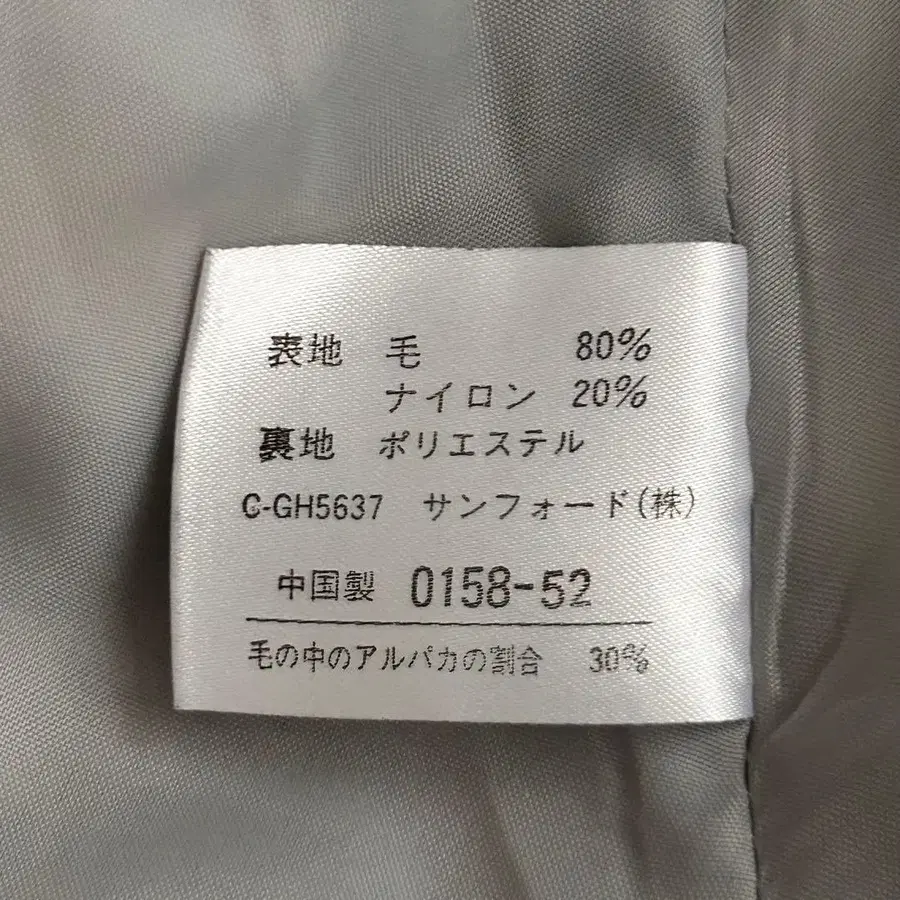 表地 毛 80%
ナイロン 20%
裏地 ポリエステル
C-GH5637 サンフォード(株)
中国製 0158-52
毛の中のアルパカの割合 30%